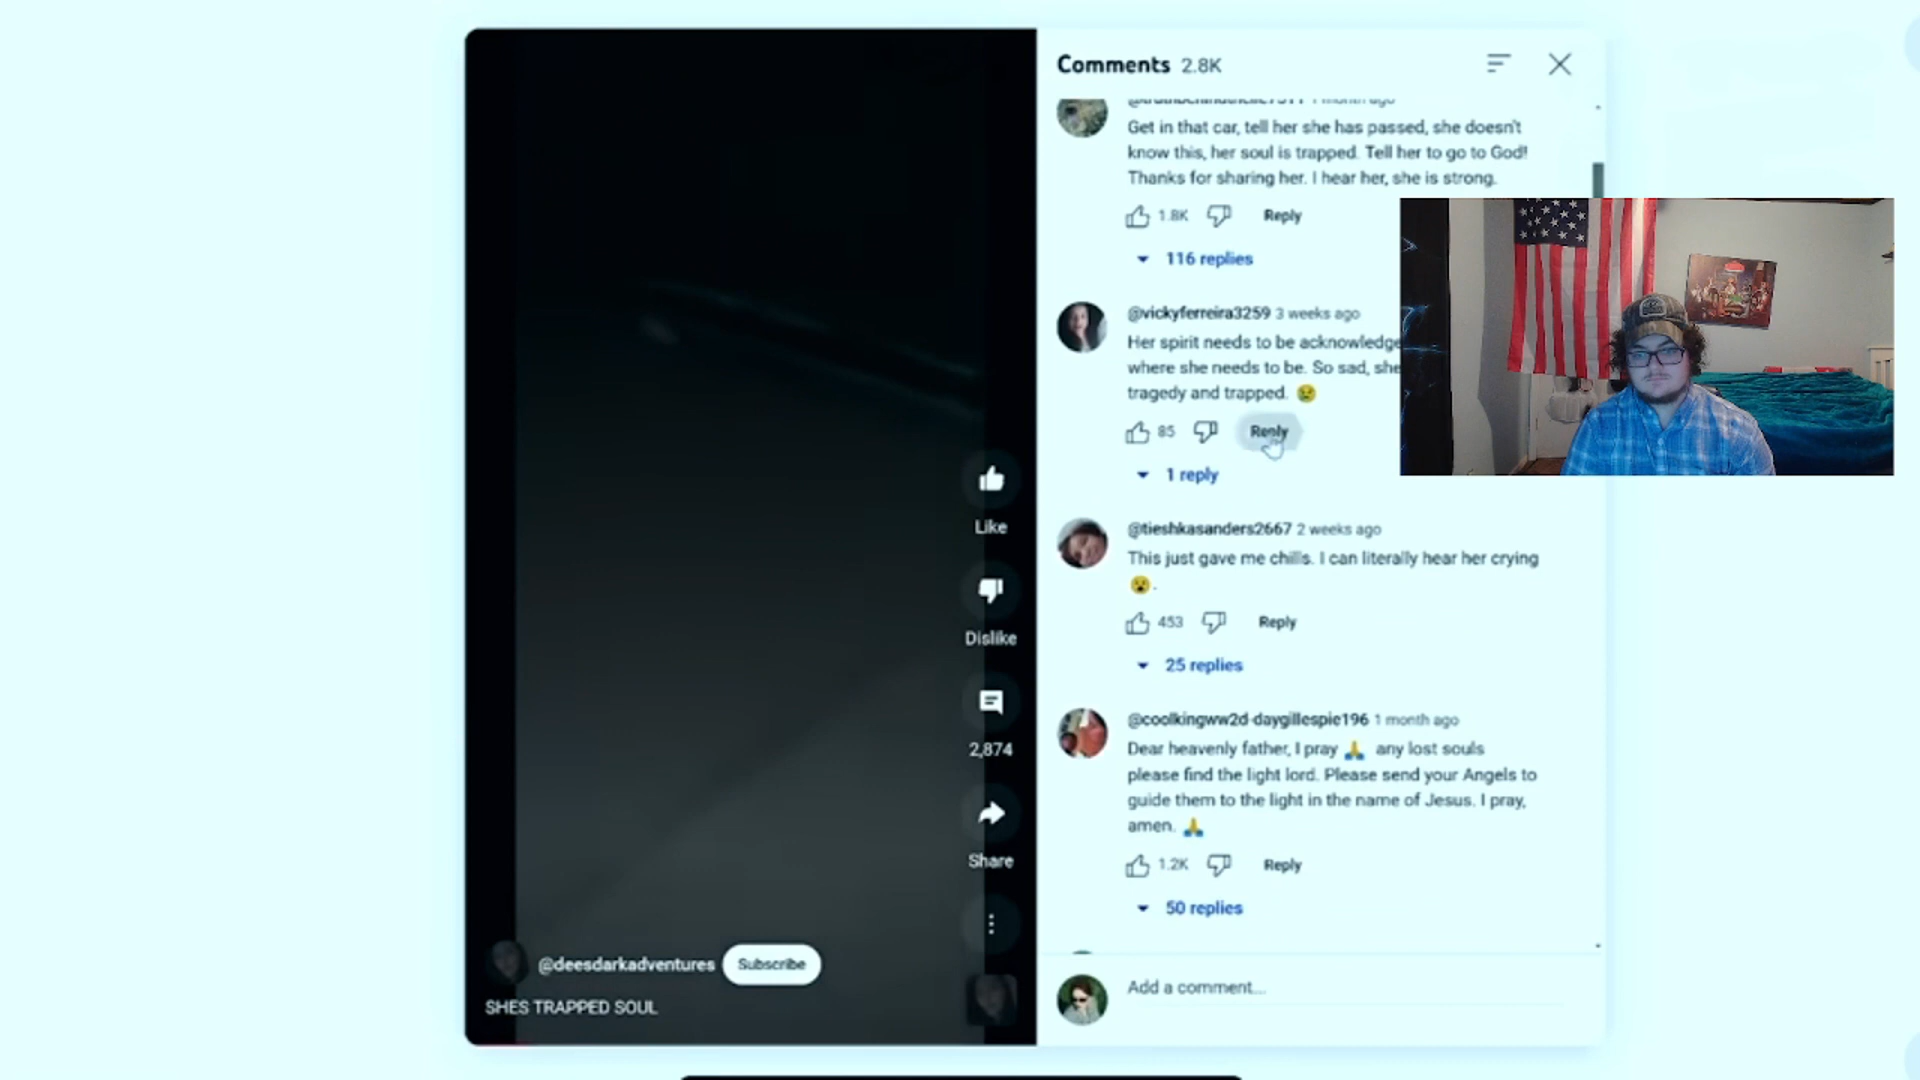 Comments 2.8K
1 month ago
Get in that car, tell her she has passed, she doesn't
know this, her soul is trapped. Tell her to go to God!
Thanks for sharing her. I hear her, she is strong.
1.8K Reply
116 replies
@vickyferreira3259 3 weeks ago
Her spirit needs to be acknowledge
where she needs to be. So sad, she
tragedy and trapped. 😢
85 Reply
1 reply
@tieshkasanders2667 2 weeks ago
This just gave me chills. I can literally hear her crying
😮.
453 Reply
25 replies
@coolkingww2d-daygillespie196 1 month ago
Dear heavenly father, I pray 🙏 any lost souls
please find the light lord. Please send your Angels to
guide them to the light in the name of Jesus. I pray,
amen. 🙏
1.2K Reply
50 replies
Add a comment...
Like
Dislike
2,874
Share
@deesdarkadventures Subscribe
SHES TRAPPED SOUL